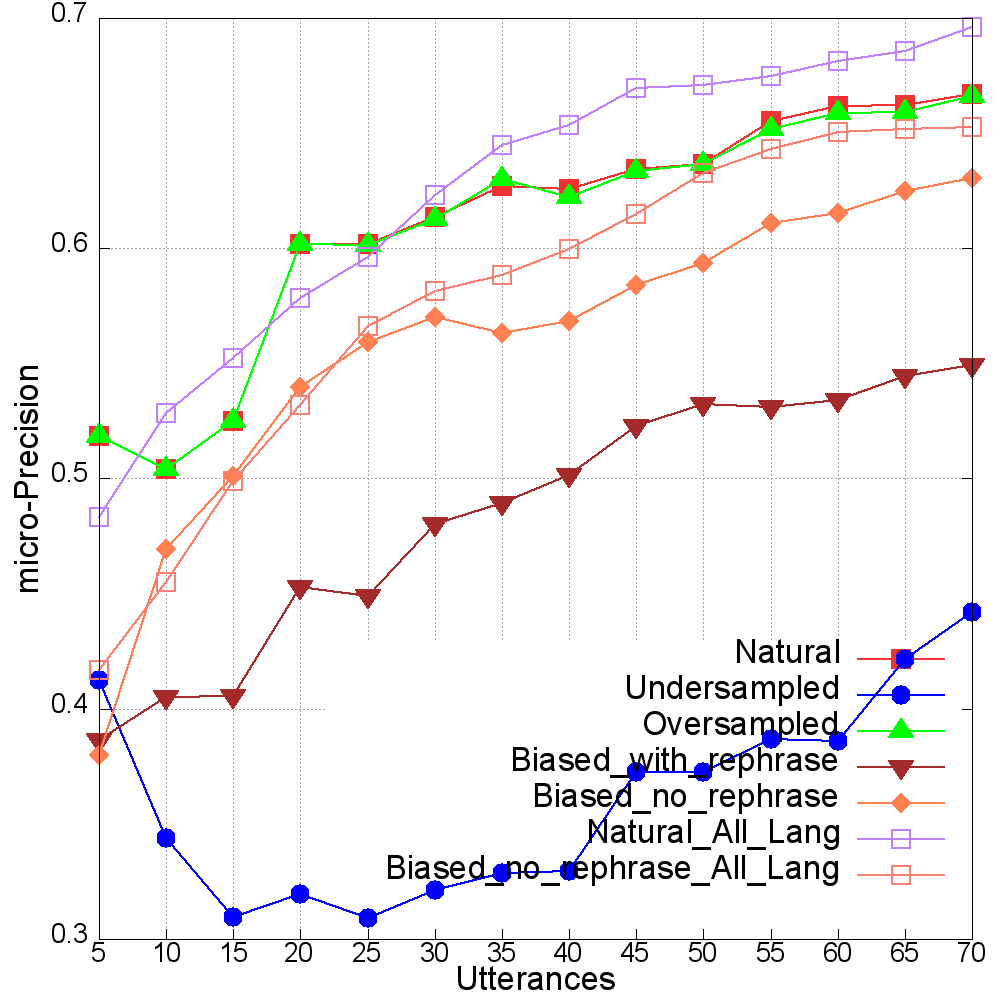 0.7
0.6
0.5
0.4
0.3
micro-Precision
Natural
Undersampled
Oversampled
Biased_with_rephrase
Biased_no_rephrase
Natural_All_Lang
Biased_no_rephrase_All_Lang
5 10 15 20 25 30 35 40 45 50 55 60 65 70
Utterances